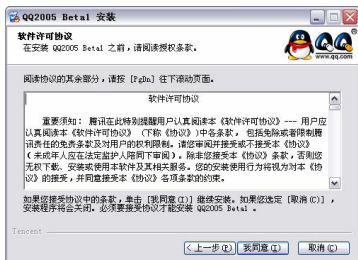 QQ2005 Beta1 安装
软件许可协议
在安装 QQ2005 Beta1 之前，请阅读授权条款。
www.qq.com
阅读协议的其余部分，请按 [PgDn] 往下滚动页面。
软件许可协议
重要须知： 腾讯在此特别提醒用户认真阅读本《软件许可协议》--- 用户应
认真阅读本《软件许可协议》（下称《协议》）中各条款，包括免除或者限制腾
讯责任的免责条款及对用户的权利限制。请您审阅并接受或不接受本《协议》
（未成年人应在法定监护人陪同下审阅）。除非您接受本《协议》条款，否则您
无权下载、安装或使用本软件及其相关服务。您的安装使用行为将视为对本《协
议》的接受，并同意接受本《协议》各项条款的约束。
如果您接受协议中的条款，单击 [我同意(I)] 继续安装。如果您选定 [取消(C)] ，
安装程序将会关闭。必须要接受协议才能安装 QQ2005 Beta1 。
Tencent
< 上一步(P) 我同意(I) 取消(C)